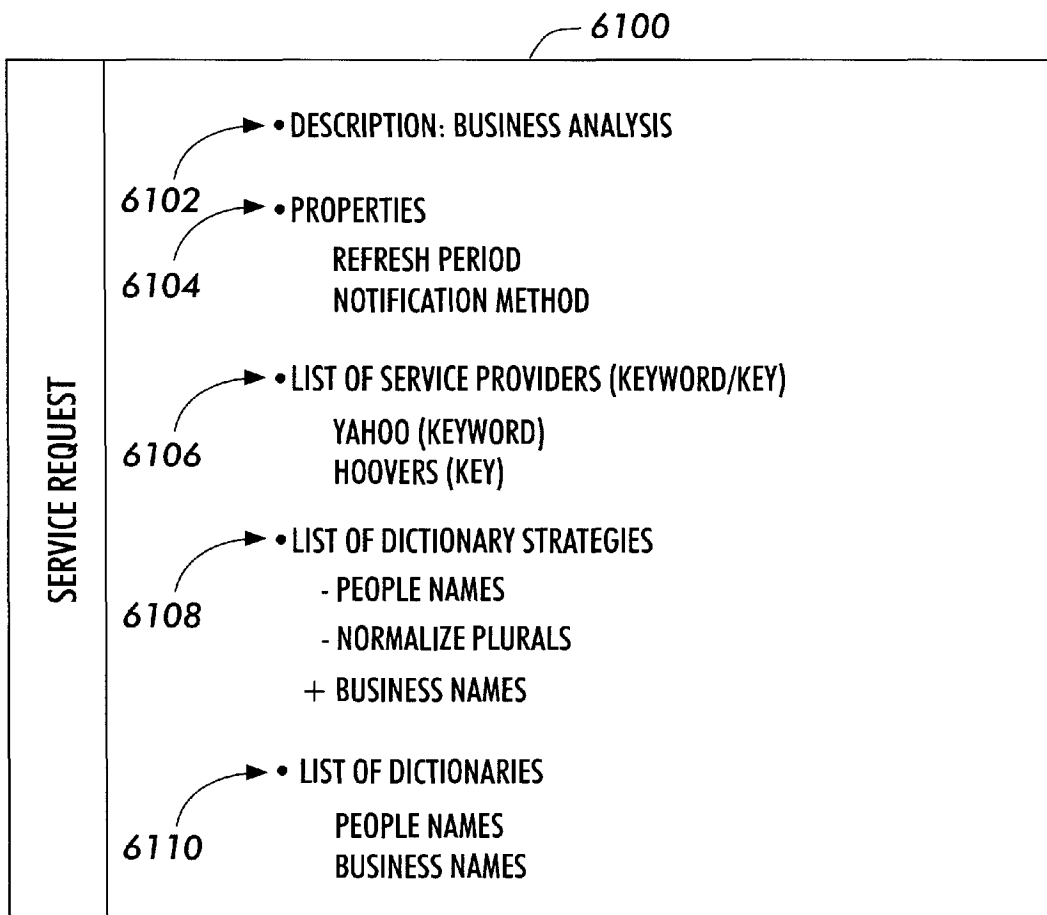 6100
SERVICE REQUEST
6102
• DESCRIPTION: BUSINESS ANALYSIS
6104
• PROPERTIES
REFRESH PERIOD
NOTIFICATION METHOD
6106
• LIST OF SERVICE PROVIDERS (KEYWORD/KEY)
YAHOO (KEYWORD)
HOOVERS (KEY)
6108
• LIST OF DICTIONARY STRATEGIES
- PEOPLE NAMES
- NORMALIZE PLURALS
+ BUSINESS NAMES
6110
• LIST OF DICTIONARIES
PEOPLE NAMES
BUSINESS NAMES